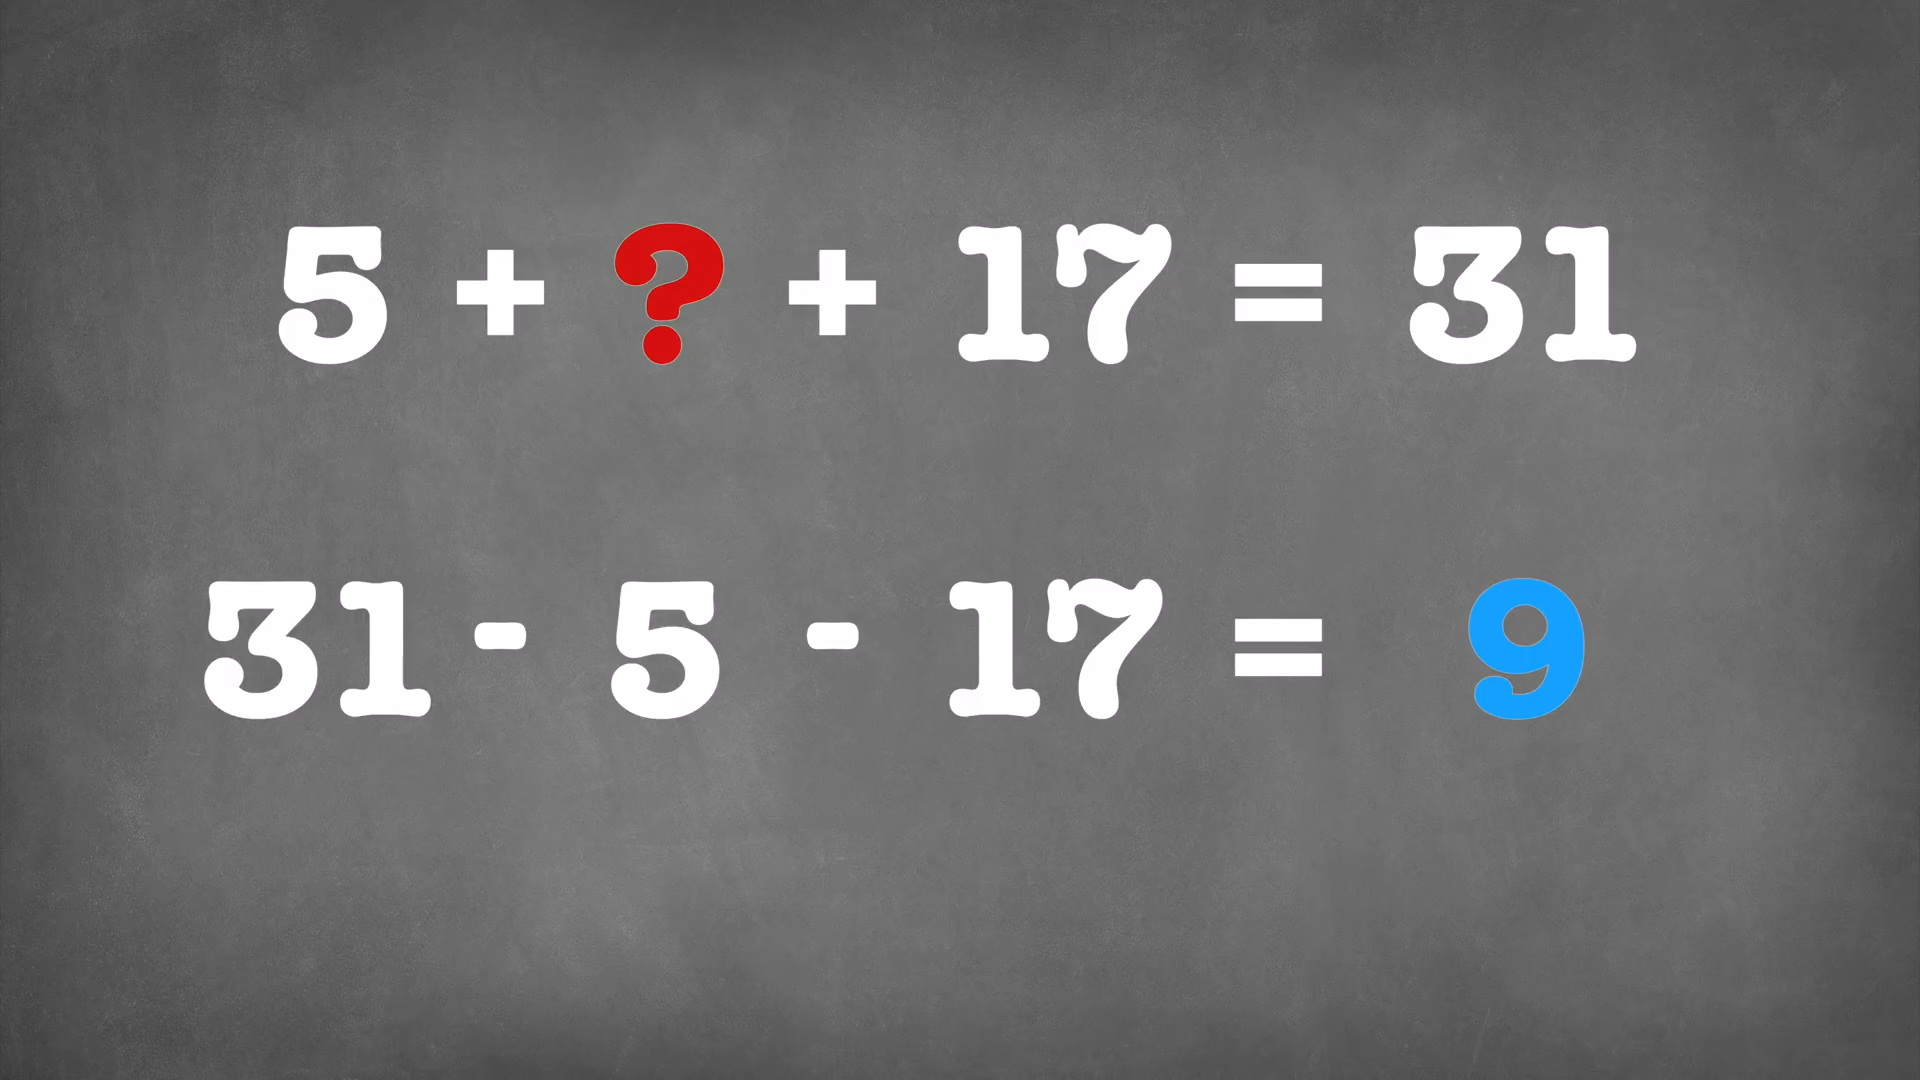 5 + ? + 17 = 31
31 - 5 - 17 = 9